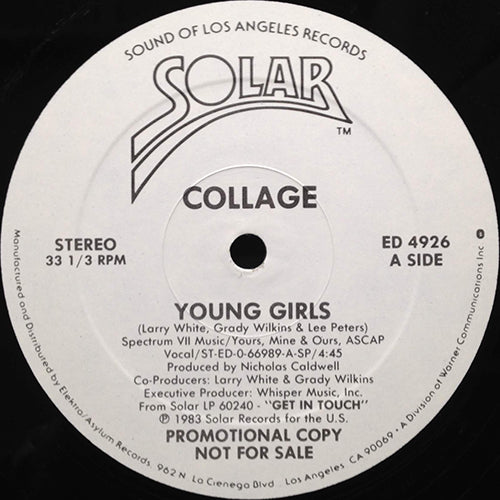 SOUND OF LOS ANGELES RECORDS
SOLAR
TM
COLLAGE
STEREO
33 1/3 RPM
ED 4926
A SIDE
YOUNG GIRLS
(Larry White, Grady Wilkins & Lee Peters)
Spectrum VII Music/Yours, Mine & Ours, ASCAP
Vocal/ST-ED-0-66989-A-SP/4:45
Produced by Nicholas Caldwell
Co-Producers: Larry White & Grady Wilkins
Executive Producer: Whisper Music, Inc.
From Solar LP 60240 - "GET IN TOUCH"
℗ 1983 Solar Records for the U.S.
PROMOTIONAL COPY
NOT FOR SALE
Manufactured and Distributed by Elektra/Asylum Records 962 N. La Cienega Blvd. Los Angeles, CA 90069 • A Division of Warner Communications Inc.